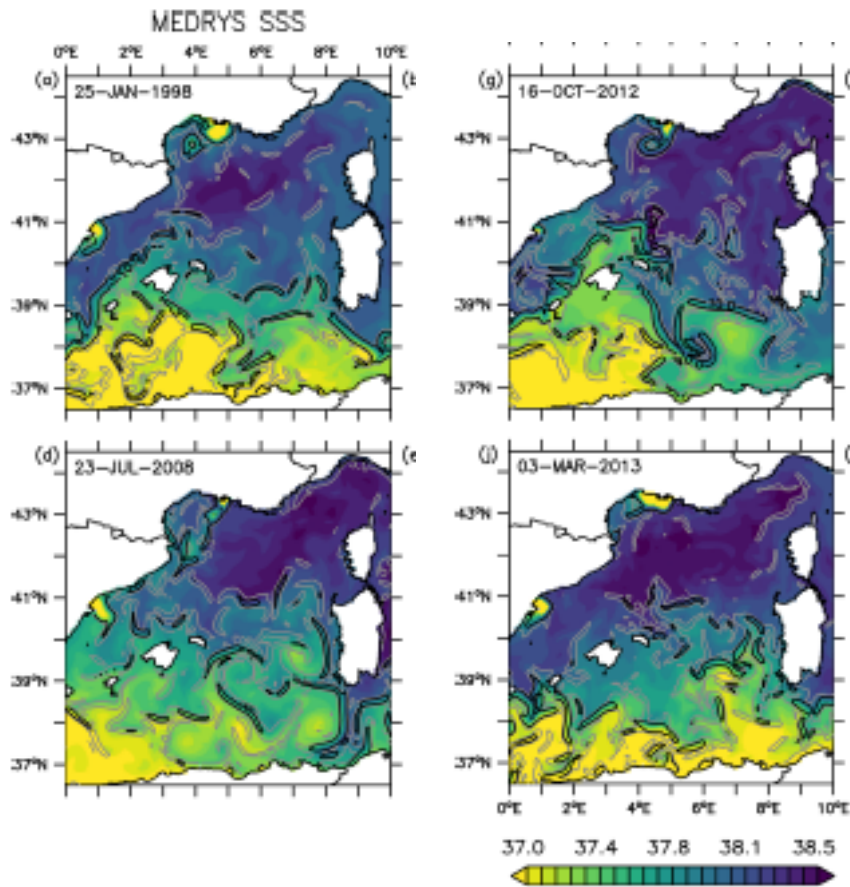 MEDRYS SSS
0°E 2°E 4°E 6°E 8°E 10°E
(a) 25-JAN-1998
43°N
41°N
39°N
37°N
(b
(g) 16-OCT-2012
43°N
41°N
39°N
37°N
(
(d) 23-JUL-2008
43°N
41°N
39°N
37°N
(e
(j) 03-MAR-2013
43°N
41°N
39°N
37°N
(
0°E 2°E 4°E 6°E 8°E 10°E
37.0 37.4 37.8 38.1 38.5